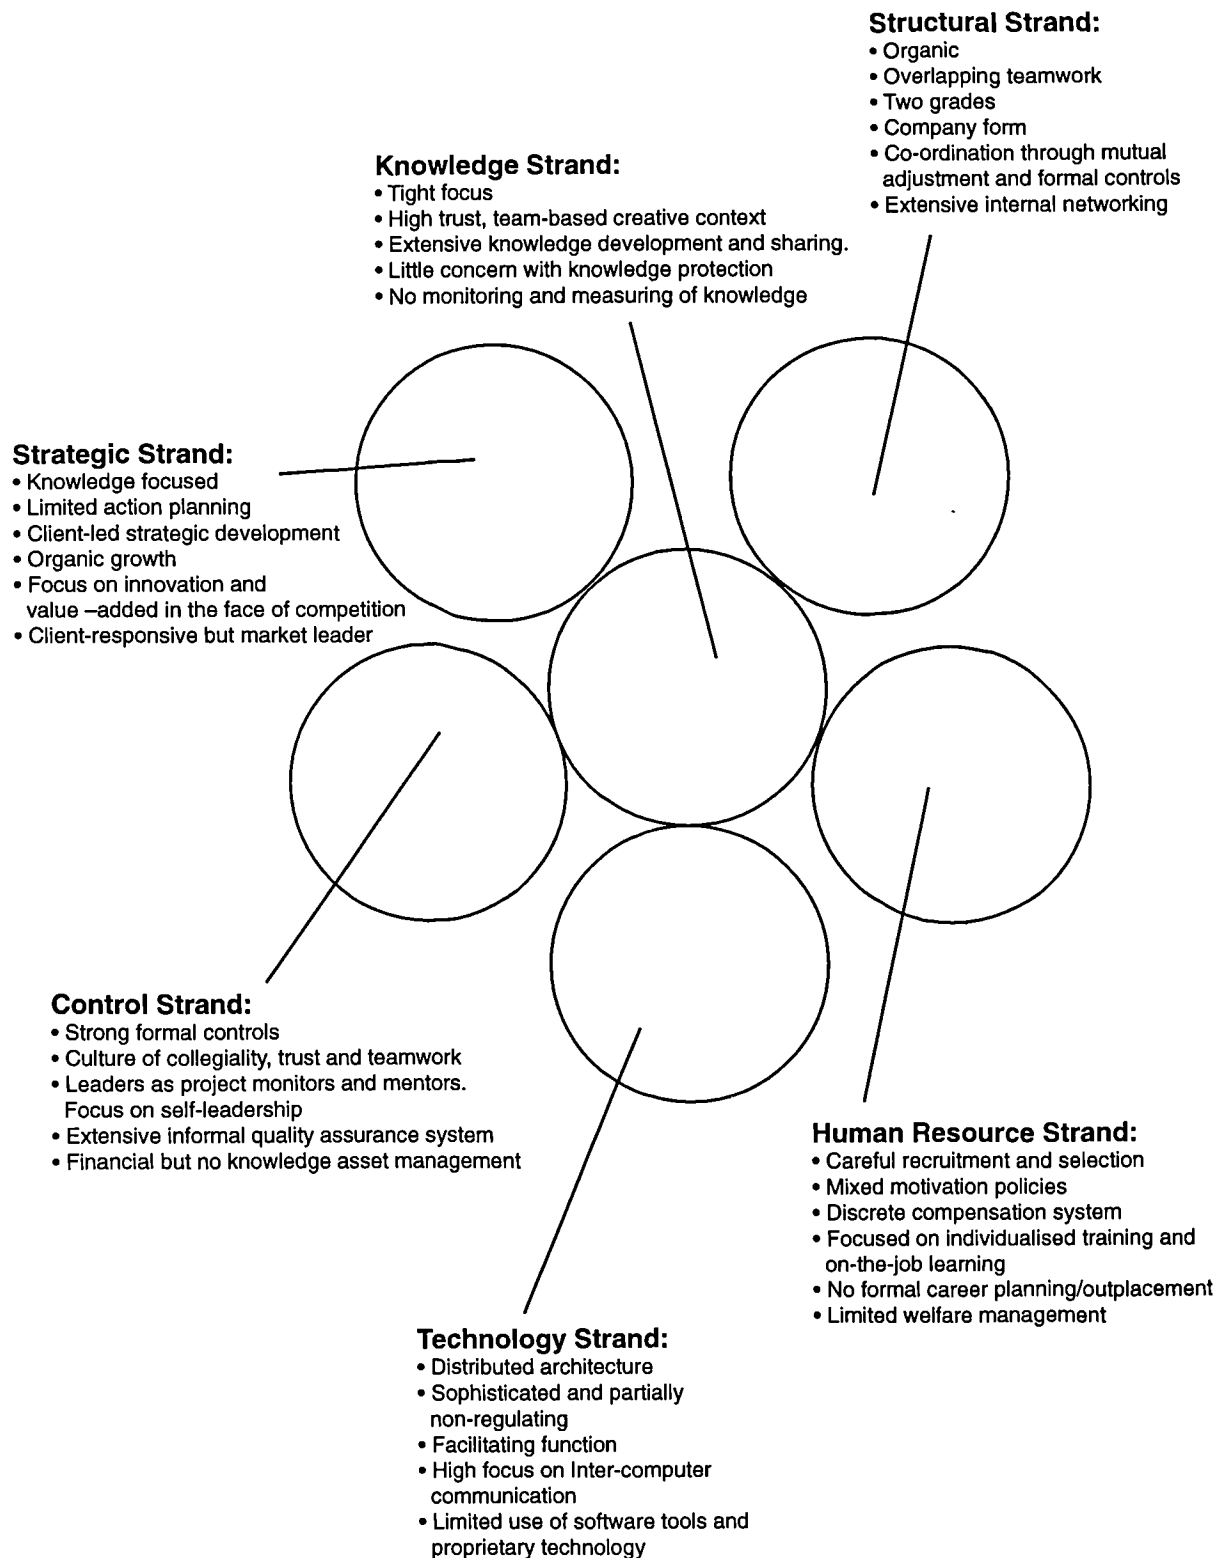 Structural Strand:
• Organic
• Overlapping teamwork
• Two grades
• Company form
• Co-ordination through mutual
adjustment and formal controls
• Extensive internal networking
Knowledge Strand:
• Tight focus
• High trust, team-based creative context
• Extensive knowledge development and sharing.
• Little concern with knowledge protection
• No monitoring and measuring of knowledge
Strategic Strand:
• Knowledge focused
• Limited action planning
• Client-led strategic development
• Organic growth
• Focus on innovation and
value –added in the face of competition
• Client-responsive but market leader
Control Strand:
• Strong formal controls
• Culture of collegiality, trust and teamwork
• Leaders as project monitors and mentors.
Focus on self-leadership
• Extensive informal quality assurance system
• Financial but no knowledge asset management
Human Resource Strand:
• Careful recruitment and selection
• Mixed motivation policies
• Discrete compensation system
• Focused on individualised training and
on-the-job learning
• No formal career planning/outplacement
• Limited welfare management
Technology Strand:
• Distributed architecture
• Sophisticated and partially
non-regulating
• Facilitating function
• High focus on Inter-computer
communication
• Limited use of software tools and
proprietary technology